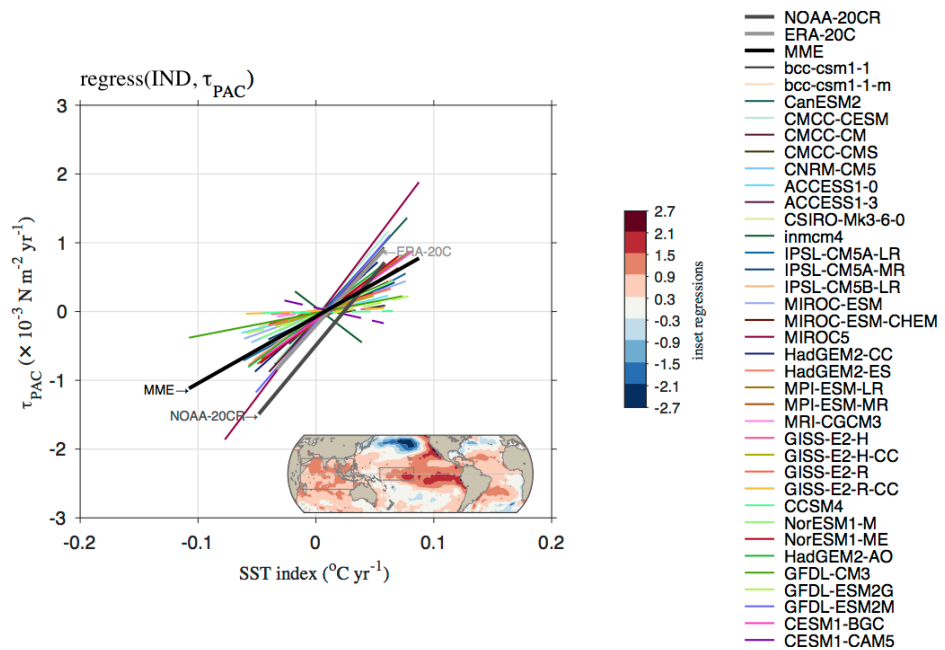 regress(IND, τPAC)
3
2
1
0
-1
-2
-3
τPAC (× 10-3 N m-2 yr-1)
ERA-20C
MME→
NOAA-20CR→
-0.2
-0.1
0
0.1
0.2
SST index (oC yr-1)
2.7
2.1
1.5
0.9
0.3
-0.3
-0.9
-1.5
-2.1
-2.7
inset regressions
NOAA-20CR
ERA-20C
MME
bcc-csm1-1
bcc-csm1-1-m
CanESM2
CMCC-CESM
CMCC-CM
CMCC-CMS
CNRM-CM5
ACCESS1-0
ACCESS1-3
CSIRO-Mk3-6-0
inmcm4
IPSL-CM5A-LR
IPSL-CM5A-MR
IPSL-CM5B-LR
MIROC-ESM
MIROC-ESM-CHEM
MIROC5
HadGEM2-CC
HadGEM2-ES
MPI-ESM-LR
MPI-ESM-MR
MRI-CGCM3
GISS-E2-H
GISS-E2-H-CC
GISS-E2-R
GISS-E2-R-CC
CCSM4
NorESM1-M
NorESM1-ME
HadGEM2-AO
GFDL-CM3
GFDL-ESM2G
GFDL-ESM2M
CESM1-BGC
CESM1-CAM5